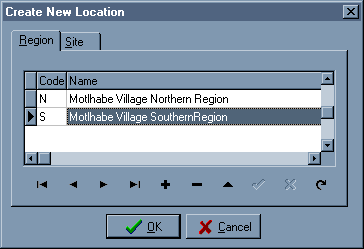 Create New Location
Region Site
Code Name
N Motlhabe Village Northern Region
S Motlhabe Village SouthernRegion
OK Cancel